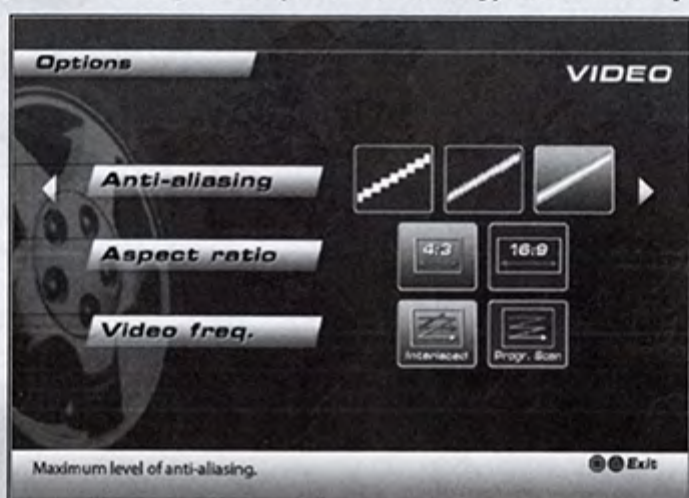 Options
VIDEO
Anti-aliasing
Aspect ratio
4:3
16:9
Video freq.
Interlaced
Progr. Scan
Maximum level of anti-aliasing.
Exit